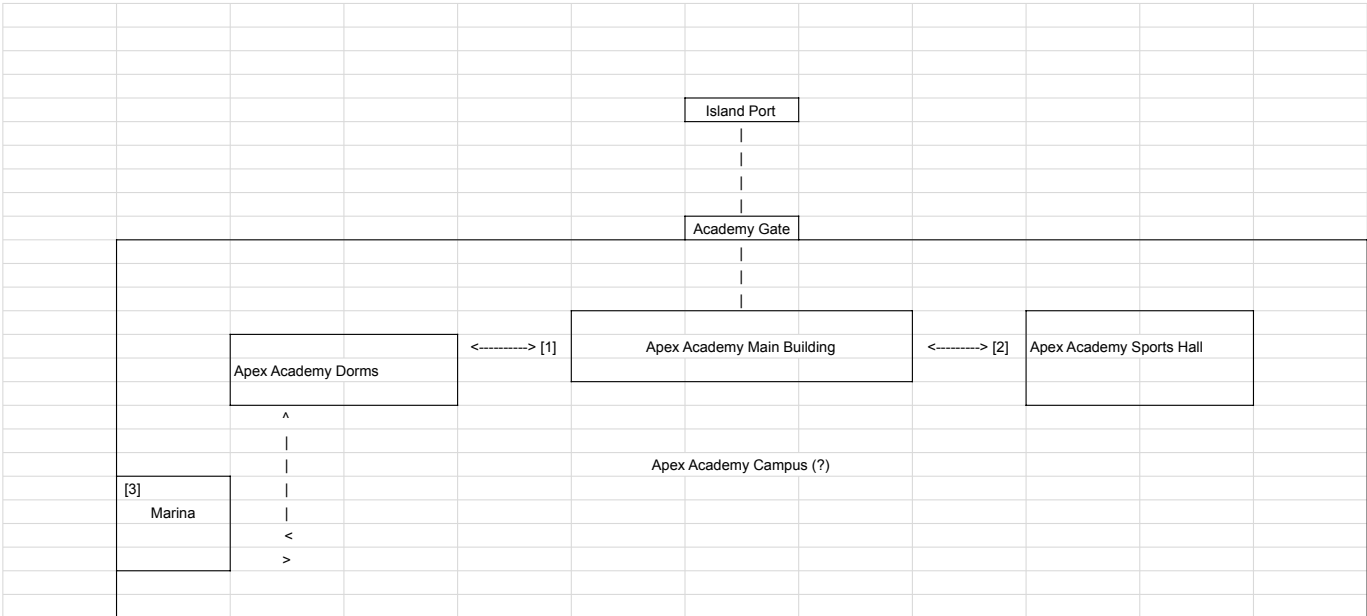 Island Port
|
|
|
|
Academy Gate
|
|
|
<----------> [1] Apex Academy Main Building <---------> [2] Apex Academy Sports Hall
Apex Academy Dorms
^
|
| Apex Academy Campus (?)
[3] |
Marina |
<
>